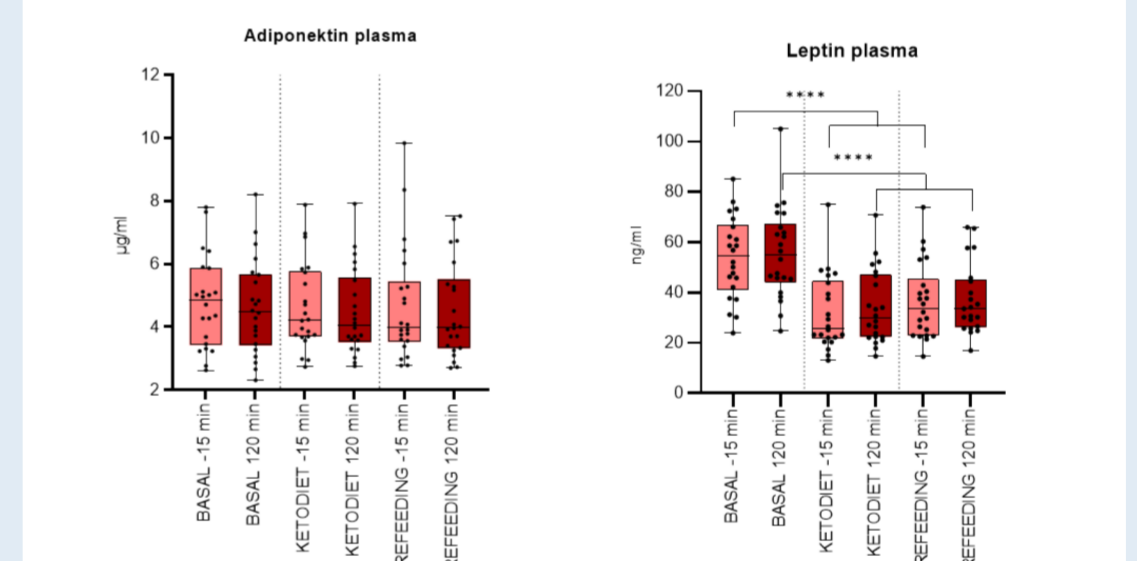 Adiponektin plasma
12
10
8
6
4
2
µg/ml
BASAL -15 min
BASAL 120 min
KETODIET -15 min
KETODIET 120 min
REFEEDING -15 min
EFEEDING 120 min
Leptin plasma
120
100
80
60
40
20
0
ng/ml
****
****
BASAL -15 min
BASAL 120 min
KETODIET -15 min
KETODIET 120 min
REFEEDING -15 min
EFEEDING 120 min